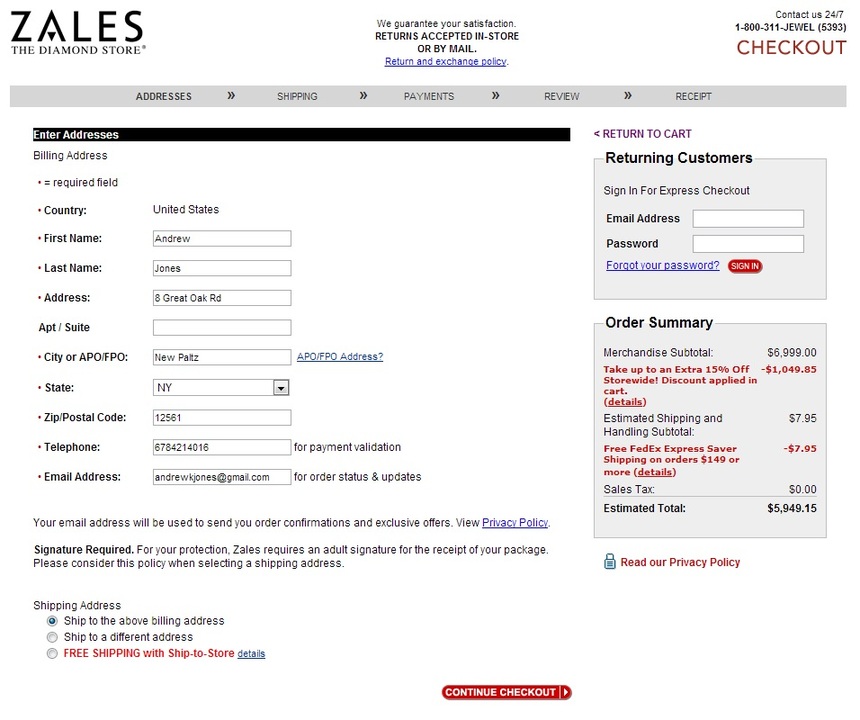 ZALES
THE DIAMOND STORE®
We guarantee your satisfaction.
RETURNS ACCEPTED IN-STORE
OR BY MAIL.
Return and exchange policy.
Contact us 24/7
1-800-311-JEWEL (5393)
CHECKOUT
ADDRESSES » SHIPPING » PAYMENTS » REVIEW » RECEIPT
Enter Addresses
Billing Address
• = required field
• Country: United States
• First Name: Andrew
• Last Name: Jones
• Address: 8 Great Oak Rd
Apt / Suite
• City or APO/FPO: New Paltz APO/FPO Address?
• State: NY
• Zip/Postal Code: 12561
• Telephone: 6784214016 for payment validation
• Email Address: andrewkjones@gmail.com for order status & updates
Your email address will be used to send you order confirmations and exclusive offers. View Privacy Policy.
Signature Required. For your protection, Zales requires an adult signature for the receipt of your package.
Please consider this policy when selecting a shipping address.
Shipping Address
Ship to the above billing address
Ship to a different address
FREE SHIPPING with Ship-to-Store details
CONTINUE CHECKOUT
< RETURN TO CART
Returning Customers
Sign In For Express Checkout
Email Address
Password
Forgot your password? SIGN IN
Order Summary
Merchandise Subtotal: $6,999.00
Take up to an Extra 15% Off -$1,049.85
Storewide! Discount applied in
cart.
(details)
Estimated Shipping and $7.95
Handling Subtotal:
Free FedEx Express Saver -$7.95
Shipping on orders $149 or
more (details)
Sales Tax: $0.00
Estimated Total: $5,949.15
Read our Privacy Policy